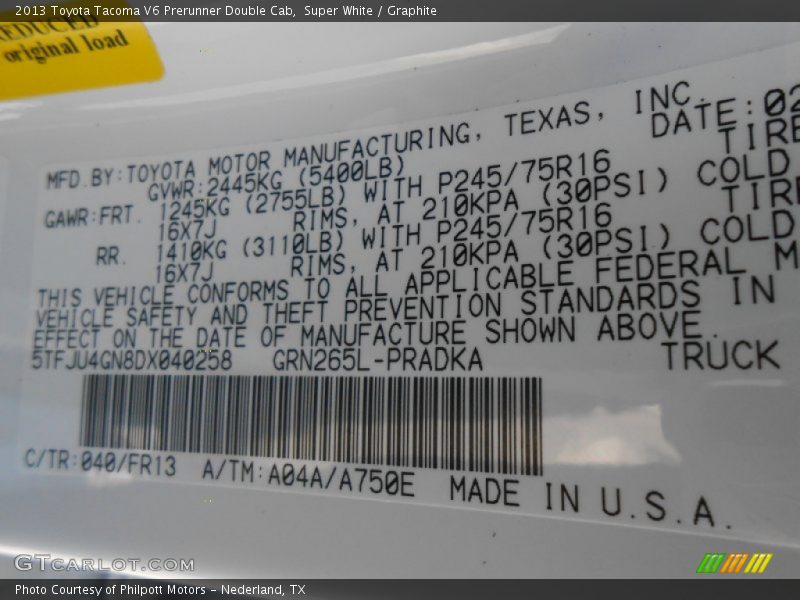 2013 Toyota Tacoma V6 Prerunner Double Cab, Super White / Graphite
REDUCED
original load
MFD.BY:TOYOTA MOTOR MANUFACTURING, TEXAS, INC.
GVWR:2445KG (5400LB) DATE:02
GAWR:FRT. 1245KG (2755LB) WITH P245/75R16 TIRE
16X7J RIMS, AT 210KPA (30PSI) COLD
RR. 1410KG (3110LB) WITH P245/75R16 TIRE
16X7J RIMS, AT 210KPA (30PSI) COLD
THIS VEHICLE CONFORMS TO ALL APPLICABLE FEDERAL M
VEHICLE SAFETY AND THEFT PREVENTION STANDARDS IN
EFFECT ON THE DATE OF MANUFACTURE SHOWN ABOVE.
5TFJU4GN8DX040258 GRN265L-PRADKA TRUCK
C/TR:040/FR13 A/TM:A04A/A750E MADE IN U.S.A.
GTCARLOT.COM
Photo Courtesy of Philpott Motors - Nederland, TX